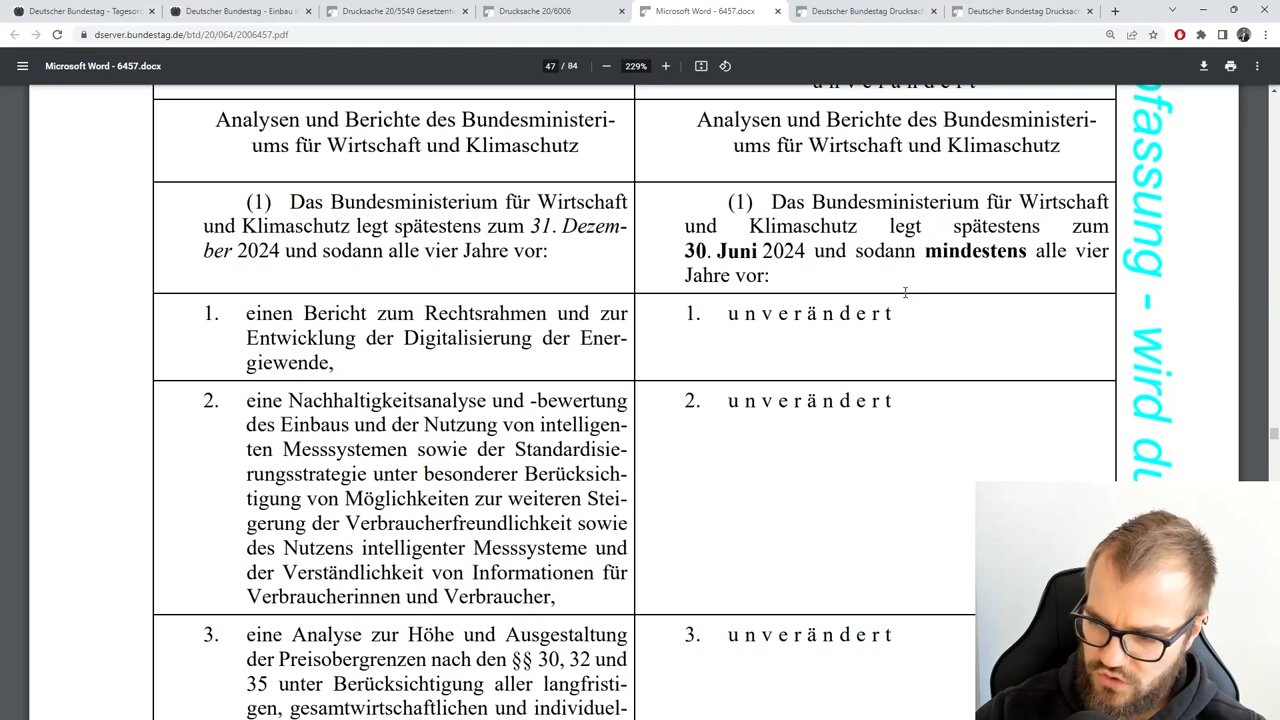 Deutscher Bundestag - Tagesor
Deutscher Bundestag - Einbau i
Drucksache 20/5549 Gesetzentw
Drucksache 20/6006
Microsoft Word - 6457.docx
Deutscher Bundestag Drucksac
Deutscher Bundestag Drucksac
dserver.bundestag.de/btd/20/064/2006457.pdf
Microsoft Word - 6457.docx
47 / 84
229%
u n v e r ä n d e r t
Analysen und Berichte des Bundesministeri-
ums für Wirtschaft und Klimaschutz
Analysen und Berichte des Bundesministeri-
ums für Wirtschaft und Klimaschutz
(1) Das Bundesministerium für Wirtschaft
und Klimaschutz legt spätestens zum 31. Dezem-
ber 2024 und sodann alle vier Jahre vor:
(1) Das Bundesministerium für Wirtschaft
und Klimaschutz legt spätestens zum
30. Juni 2024 und sodann mindestens alle vier
Jahre vor:
1. einen Bericht zum Rechtsrahmen und zur
Entwicklung der Digitalisierung der Ener-
giewende,
1. u n v e r ä n d e r t
2. eine Nachhaltigkeitsanalyse und -bewertung
des Einbaus und der Nutzung von intelligen-
ten Messsystemen sowie der Standardisie-
rungsstrategie unter besonderer Berücksich-
tigung von Möglichkeiten zur weiteren Stei-
gerung der Verbraucherfreundlichkeit sowie
des Nutzens intelligenter Messsysteme und
der Verständlichkeit von Informationen für
Verbraucherinnen und Verbraucher,
2. u n v e r ä n d e r t
3. eine Analyse zur Höhe und Ausgestaltung
der Preisobergrenzen nach den §§ 30, 32 und
35 unter Berücksichtigung aller langfristi-
gen, gesamtwirtschaftlichen und individuel-
3. u n v e r ä n d e r t
fassung - wird du